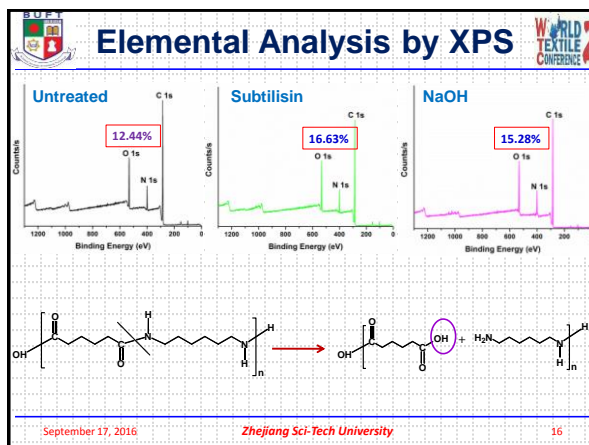 BUFT
Elemental Analysis by XPS
WORLD
TEXTILE
CONFERENCE
Untreated
Subtilisin
NaOH
C 1s
12.44%
O 1s
N 1s
Counts/s
1200 1000 800 600 400 200 0
Binding Energy (eV)
C 1s
16.63%
O 1s
N 1s
Counts/s
1200 1000 800 600 400 200 0
Binding Energy (eV)
C 1s
15.28%
O 1s
N 1s
Counts/s
1200 1000 800 600 400 200
Binding Energy (eV)
O
H
N
H
OH
O
N
H
n
O
OH
OH
O
+
H2N
H
N
H
n
September 17, 2016
Zhejiang Sci-Tech University
16